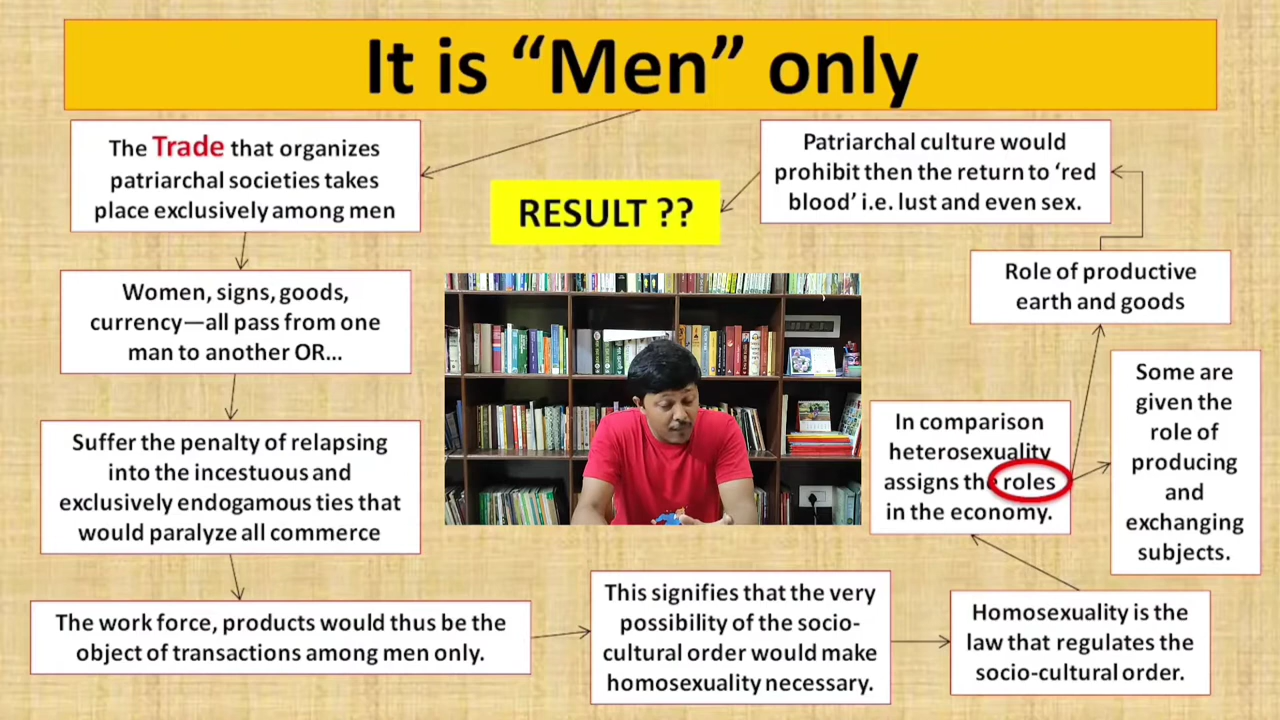 It is “Men” only
The Trade that organizes
patriarchal societies takes
place exclusively among men
Women, signs, goods,
currency—all pass from one
man to another OR...
Suffer the penalty of relapsing
into the incestuous and
exclusively endogamous ties that
would paralyze all commerce
The work force, products would thus be the
object of transactions among men only.
This signifies that the very
possibility of the socio-
cultural order would make
homosexuality necessary.
Homosexuality is the
law that regulates the
socio-cultural order.
In comparison
heterosexuality
assigns the roles
in the economy.
Some are
given the
role of
producing
and
exchanging
subjects.
Role of productive
earth and goods
Patriarchal culture would
prohibit then the return to ‘red
blood’ i.e. lust and even sex.
RESULT ??